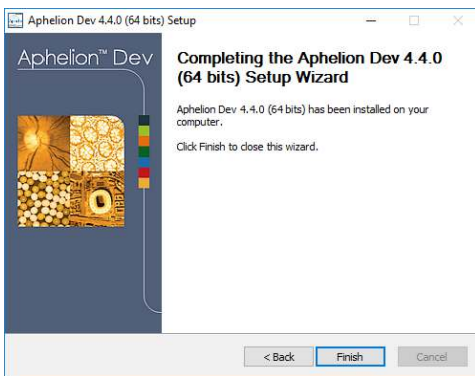 Aphelion Dev 4.4.0 (64 bits) Setup
Aphelion™ Dev
Completing the Aphelion Dev 4.4.0
(64 bits) Setup Wizard
Aphelion Dev 4.4.0 (64 bits) has been installed on your
computer.
Click Finish to close this wizard.
< Back
Finish
Cancel